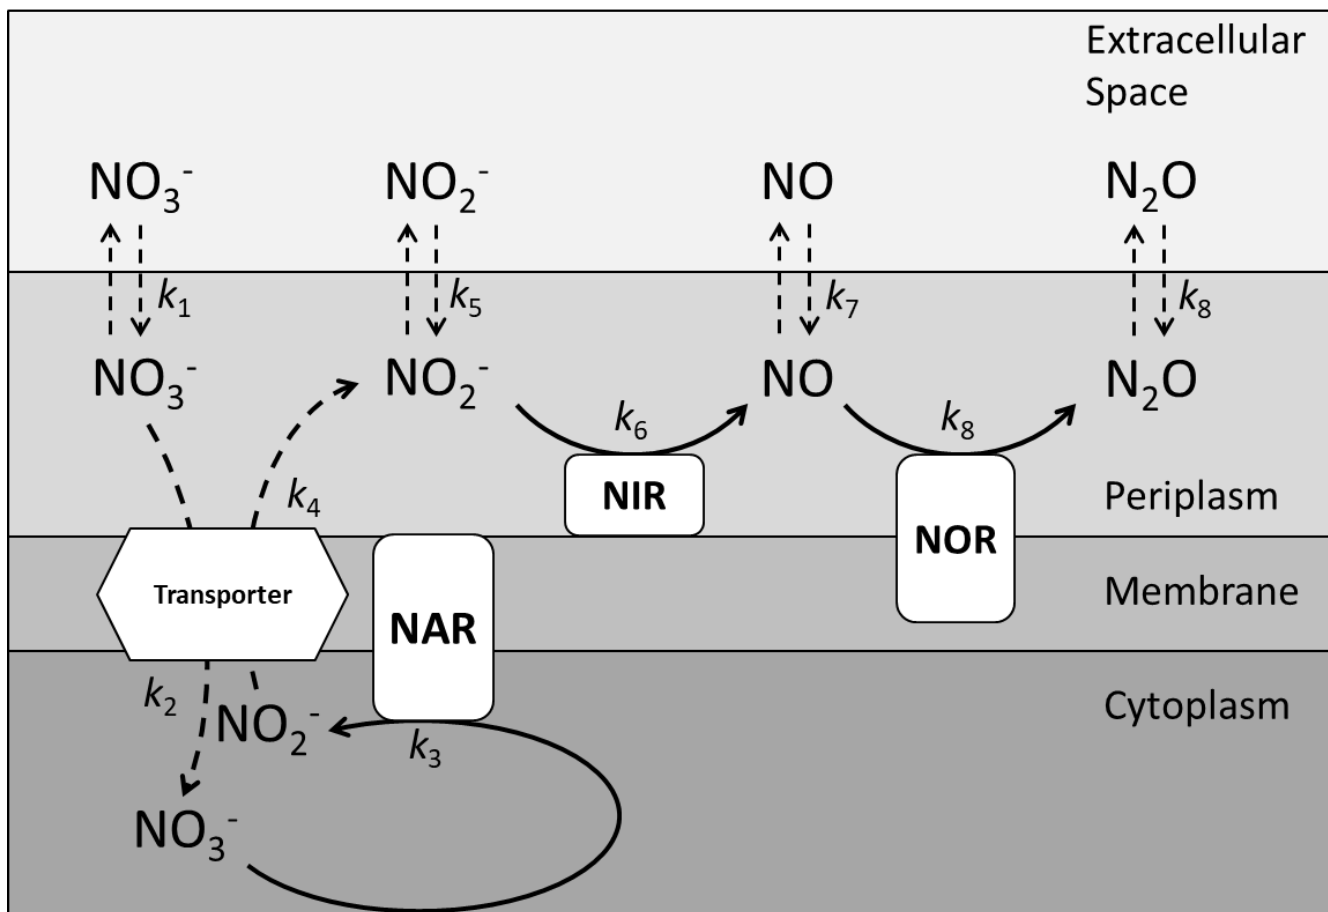 Extracellular
Space
NO₃⁻
NO₂⁻
NO
N₂O
k₁
k₅
k₇
k₈
NO₃⁻
NO₂⁻
NO
N₂O
k₆
k₈
k₄
NIR
Periplasm
NOR
Transporter
Membrane
NAR
k₂
NO₂⁻
k₃
Cytoplasm
NO₃⁻